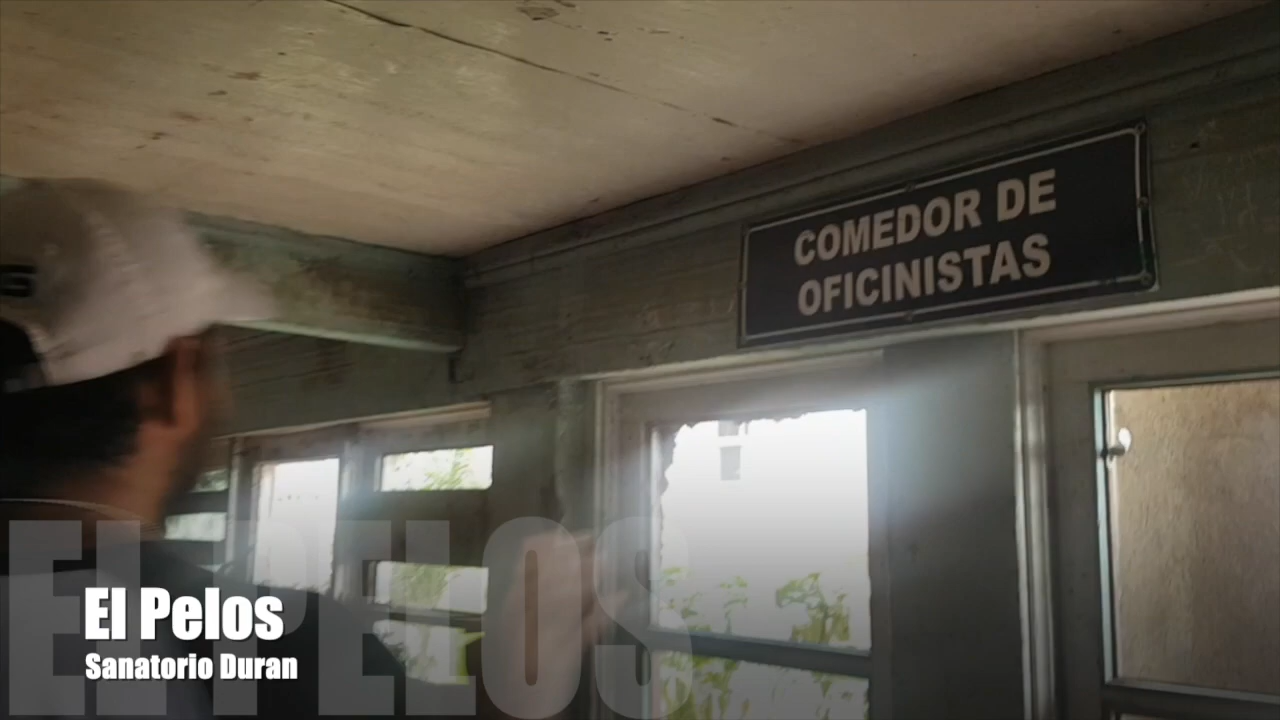 COMEDOR DE
OFICINISTAS
EL PELOS
El Pelos
Sanatorio Duran